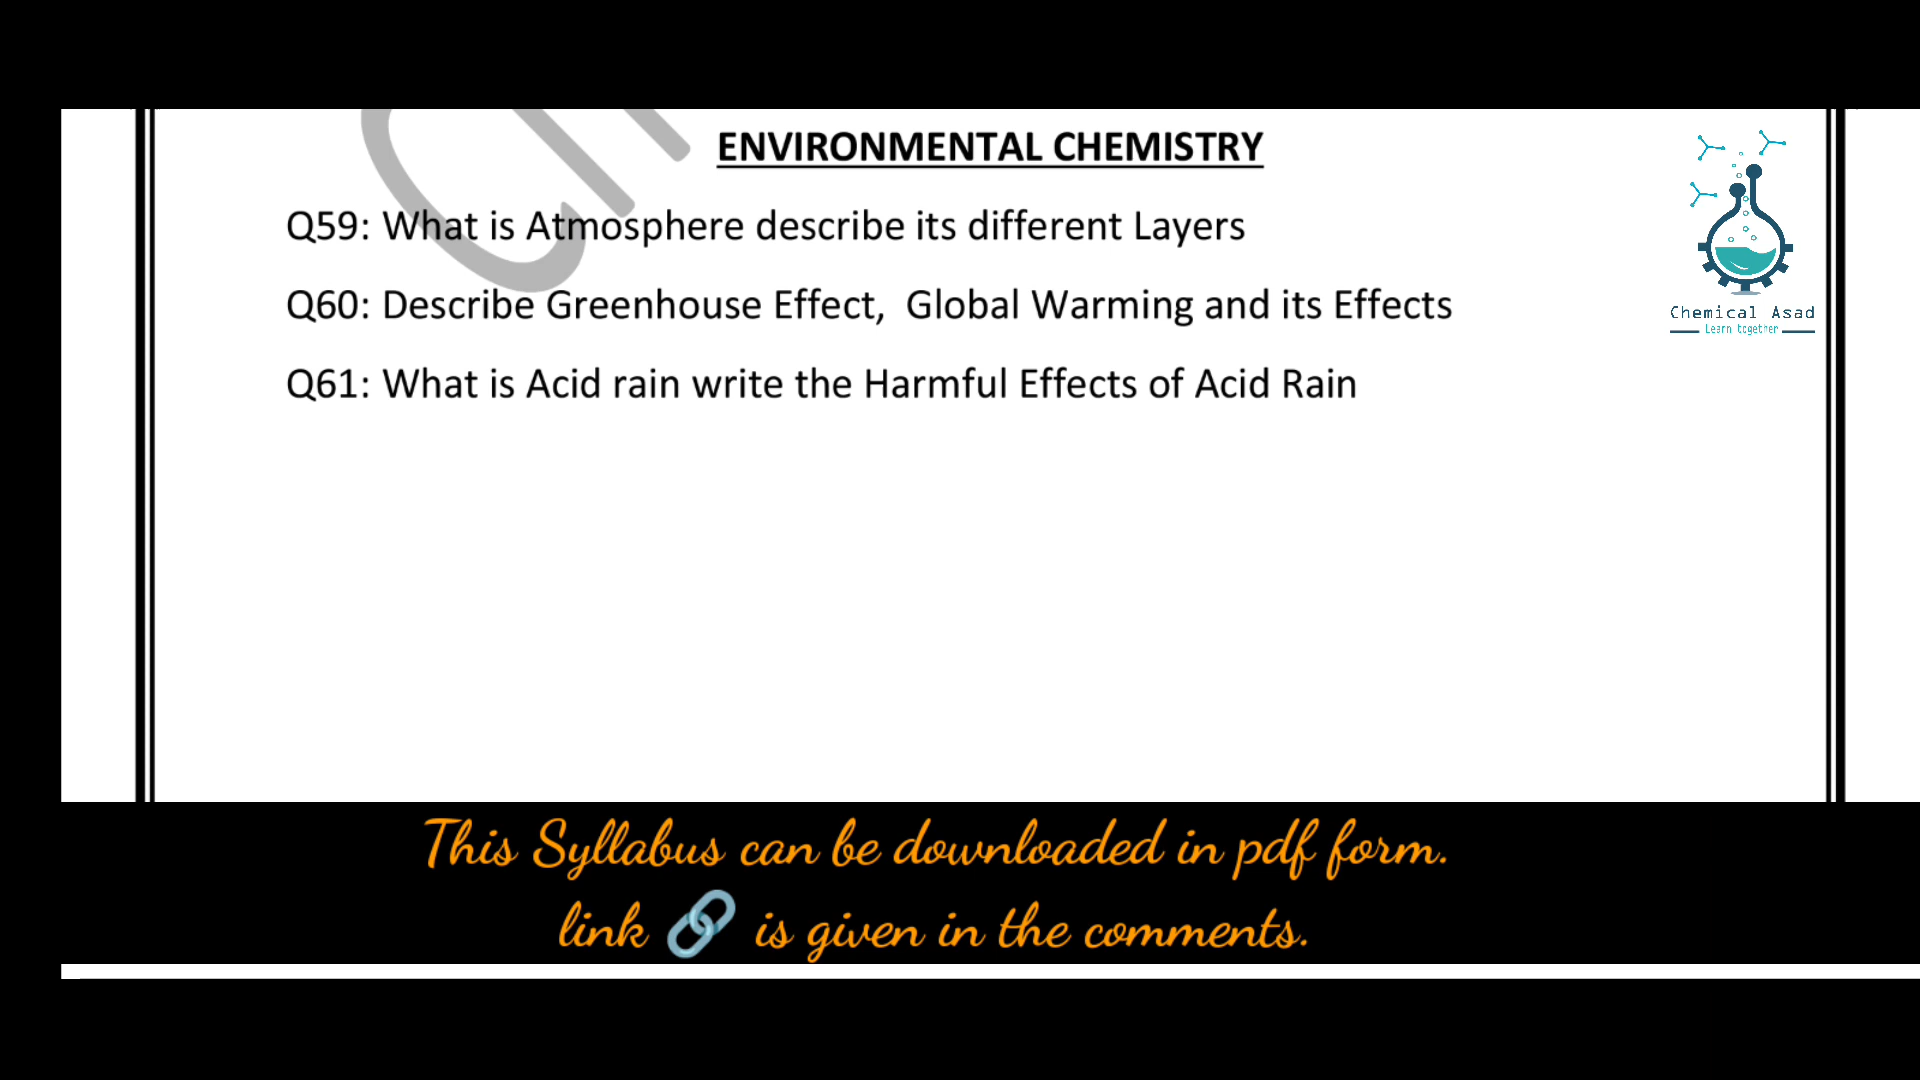 ENVIRONMENTAL CHEMISTRY
Q59: What is Atmosphere describe its different Layers
Q60: Describe Greenhouse Effect,  Global Warming and its Effects
Q61: What is Acid rain write the Harmful Effects of Acid Rain
Chemical Asad
Learn together
This Syllabus can be downloaded in pdf form.
link 🔗 is given in the comments.